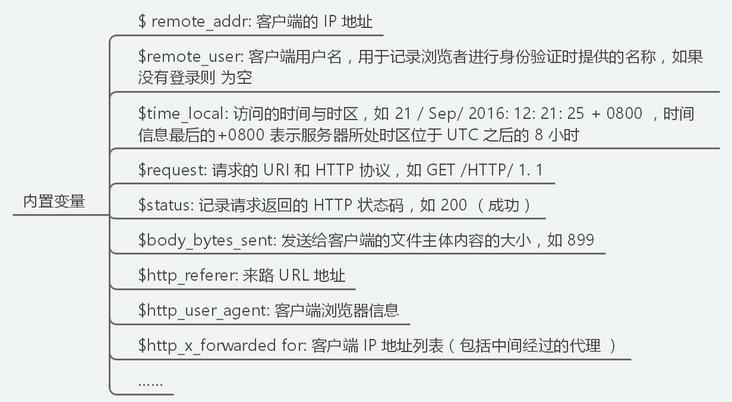 $ remote_addr: 客户端的 IP 地址
$remote_user: 客户端用户名，用于记录浏览者进行身份验证时提供的名称，如果
没有登录则 为空
$time_local: 访问的时间与时区，如 21 / Sep/ 2016: 12: 21: 25 + 0800 ，时间
信息最后的+0800 表示服务器所处时区位于 UTC 之后的 8 小时
$request: 请求的 URI 和 HTTP 协议，如 GET /HTTP/ 1. 1
内置变量
$status: 记录请求返回的 HTTP 状态码，如 200 （ 成功 ）
$body_bytes_sent: 发送给客户端的文件主体内容的大小，如 899
$http_referer: 来路 URL 地址
$http_user_agent: 客户端浏览器信息
$http_x_forwarded for: 客户端 IP 地址列表（ 包括中间经过的代理 ）
......